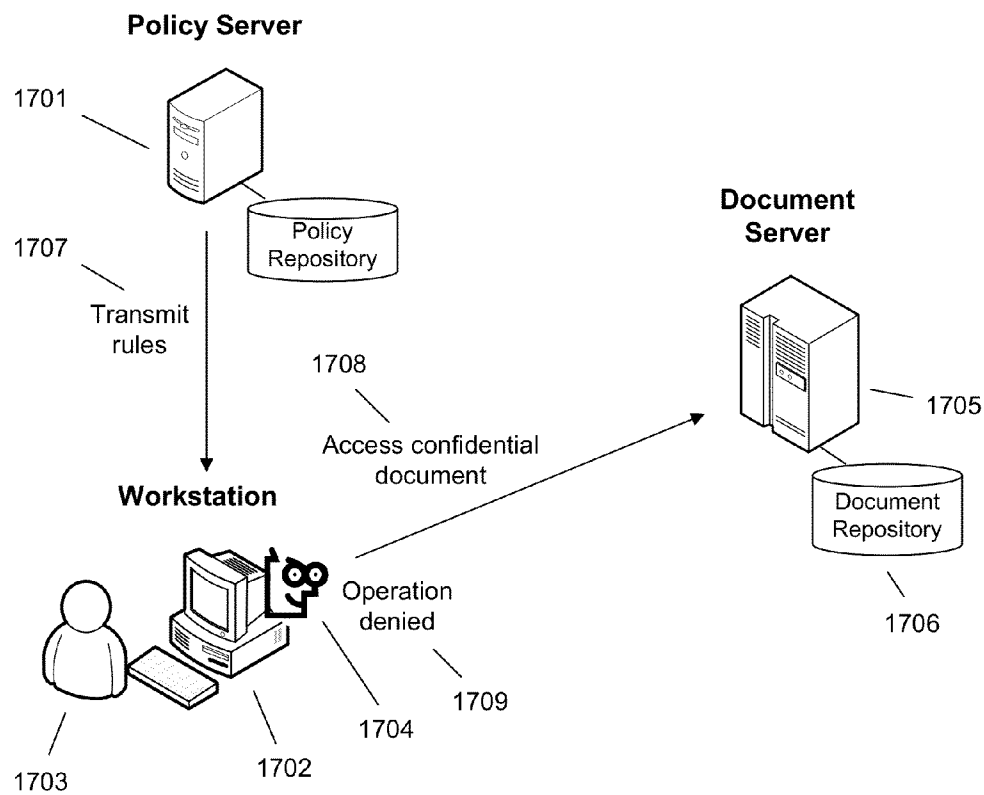 Policy Server
1701
Policy
Repository
1707
Transmit
rules
Document
Server
1708
Access confidential
document
1705
Workstation
Document
Repository
Operation
denied
1706
1709
1704
1702
1703